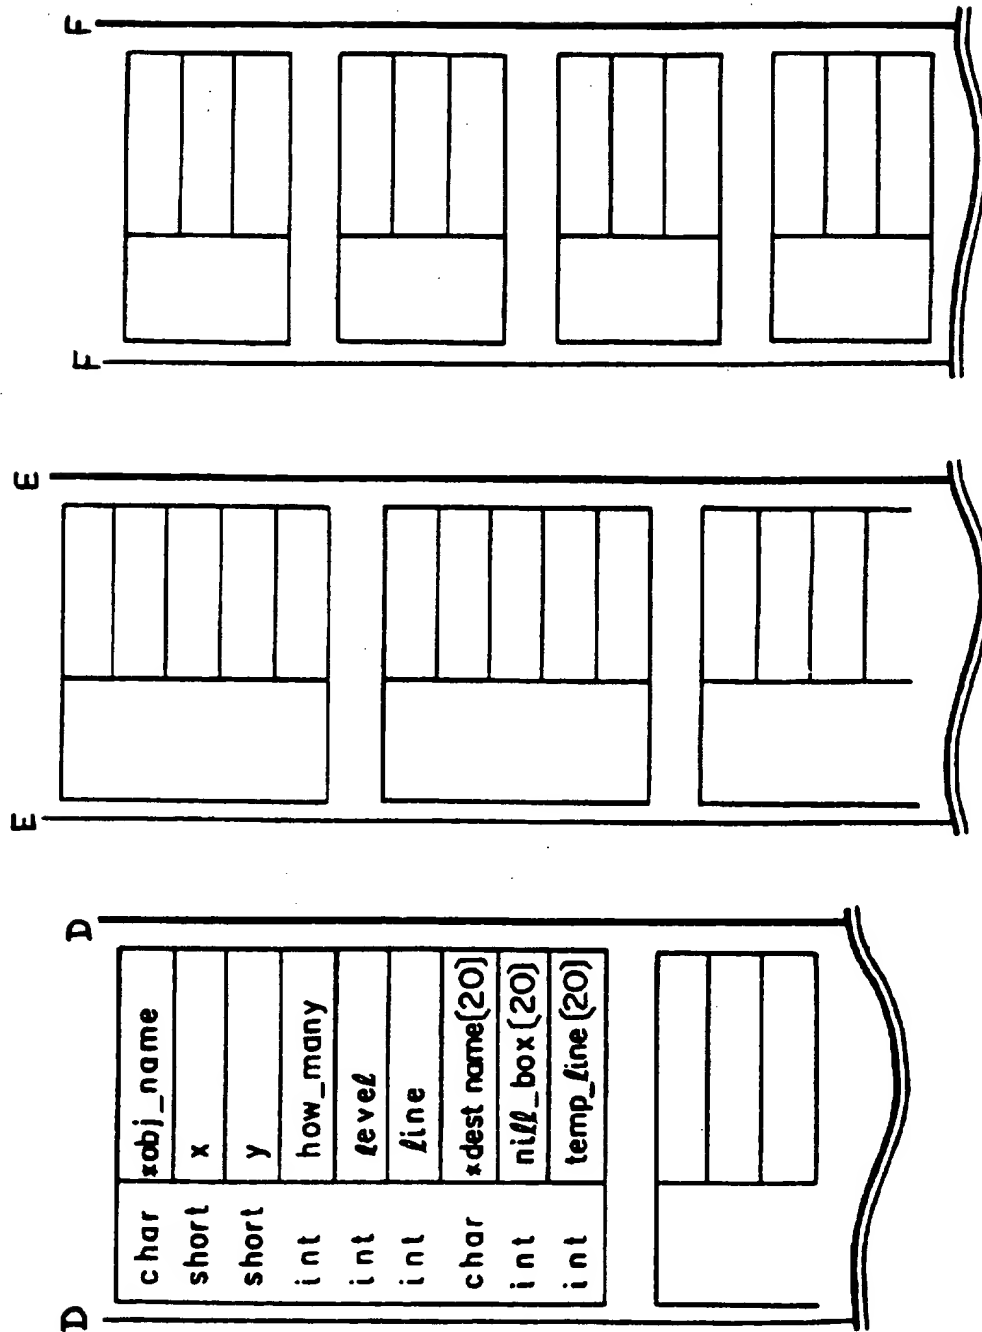 D D
char *obj_name
short x
short y
int how_many
int level
int line
char *dest name(20)
int nill_box(20)
int temp_line(20)
E E
F F